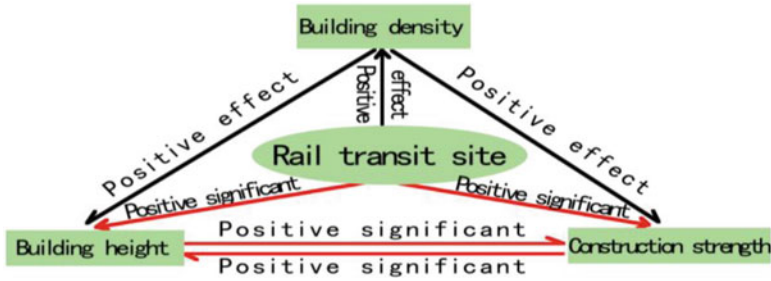 Building density
Positive effect
Positive effect
Positive effect
Rail transit site
Positive significant
Positive significant
Building height
Positive significant
Positive significant
Construction strength